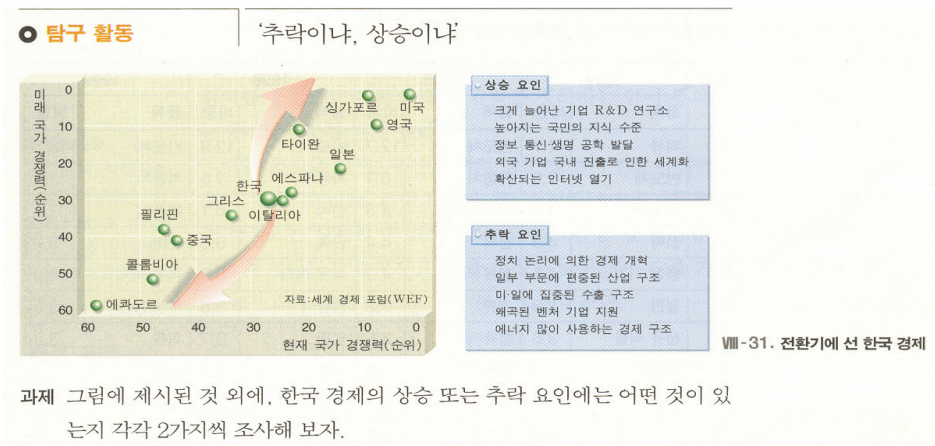 탐구 활동
'추락이냐, 상승이냐'
미래 국가 경쟁력(순위)
0
10
20
30
40
50
60
싱가포르
미국
영국
타이완
일본
에스파냐
한국
그리스
이탈리아
필리핀
중국
콜롬비아
에콰도르
자료:세계 경제 포럼(WEF)
60 50 40 30 20 10 0
현재 국가 경쟁력(순위)
상승 요인
크게 늘어난 기업 R&D 연구소
높아지는 국민의 지식 수준
정보 통신·생명 공학 발달
외국 기업 국내 진출로 인한 세계화
확산되는 인터넷 열기
추락 요인
정치 논리에 의한 경제 개혁
일부 부문에 편중된 산업 구조
미·일에 집중된 수출 구조
왜곡된 벤처 기업 지원
에너지 많이 사용하는 경제 구조
Ⅷ-31. 전환기에 선 한국 경제
과제 그림에 제시된 것 외에, 한국 경제의 상승 또는 추락 요인에는 어떤 것이 있
는지 각각 2가지씩 조사해 보자.